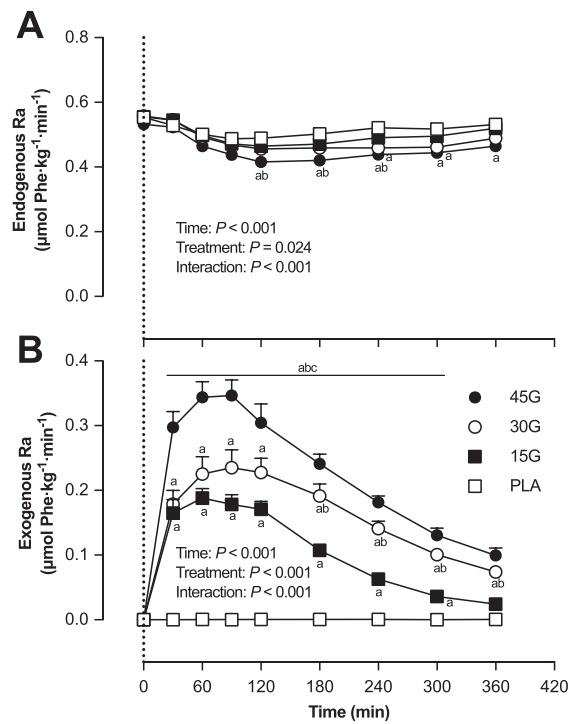 A
Endogenous Ra
(μmol Phe·kg⁻¹·min⁻¹)
0.8
0.6
0.4
0.2
0.0
ab
ab
ab
a
a
a
a
Time: P < 0.001
Treatment: P = 0.024
Interaction: P < 0.001
B
Exogenous Ra
(μmol Phe·kg⁻¹·min⁻¹)
0.4
0.3
0.2
0.1
0.0
abc
45G
30G
15G
PLA
a
a
a
a
ab
ab
ab
ab
a
a
a
a
a
a
a
Time: P < 0.001
Treatment: P < 0.001
Interaction: P < 0.001
0 60 120 180 240 300 360 420
Time (min)